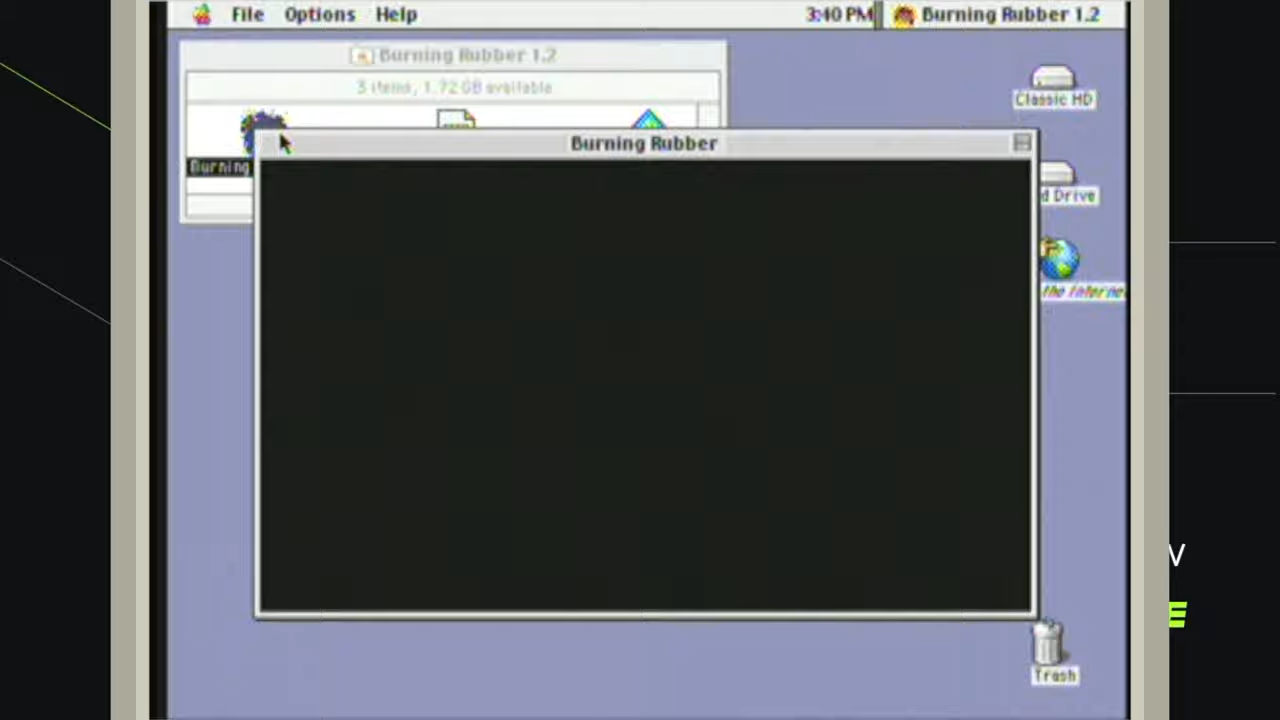 File Options Help 3:40 PM Burning Rubber 1.2
Burning Rubber 1.2
3 items, 1.72 GB available
Classic HD
Burning Rubber
Burning
d Drive
the Interne
V
E
Trash